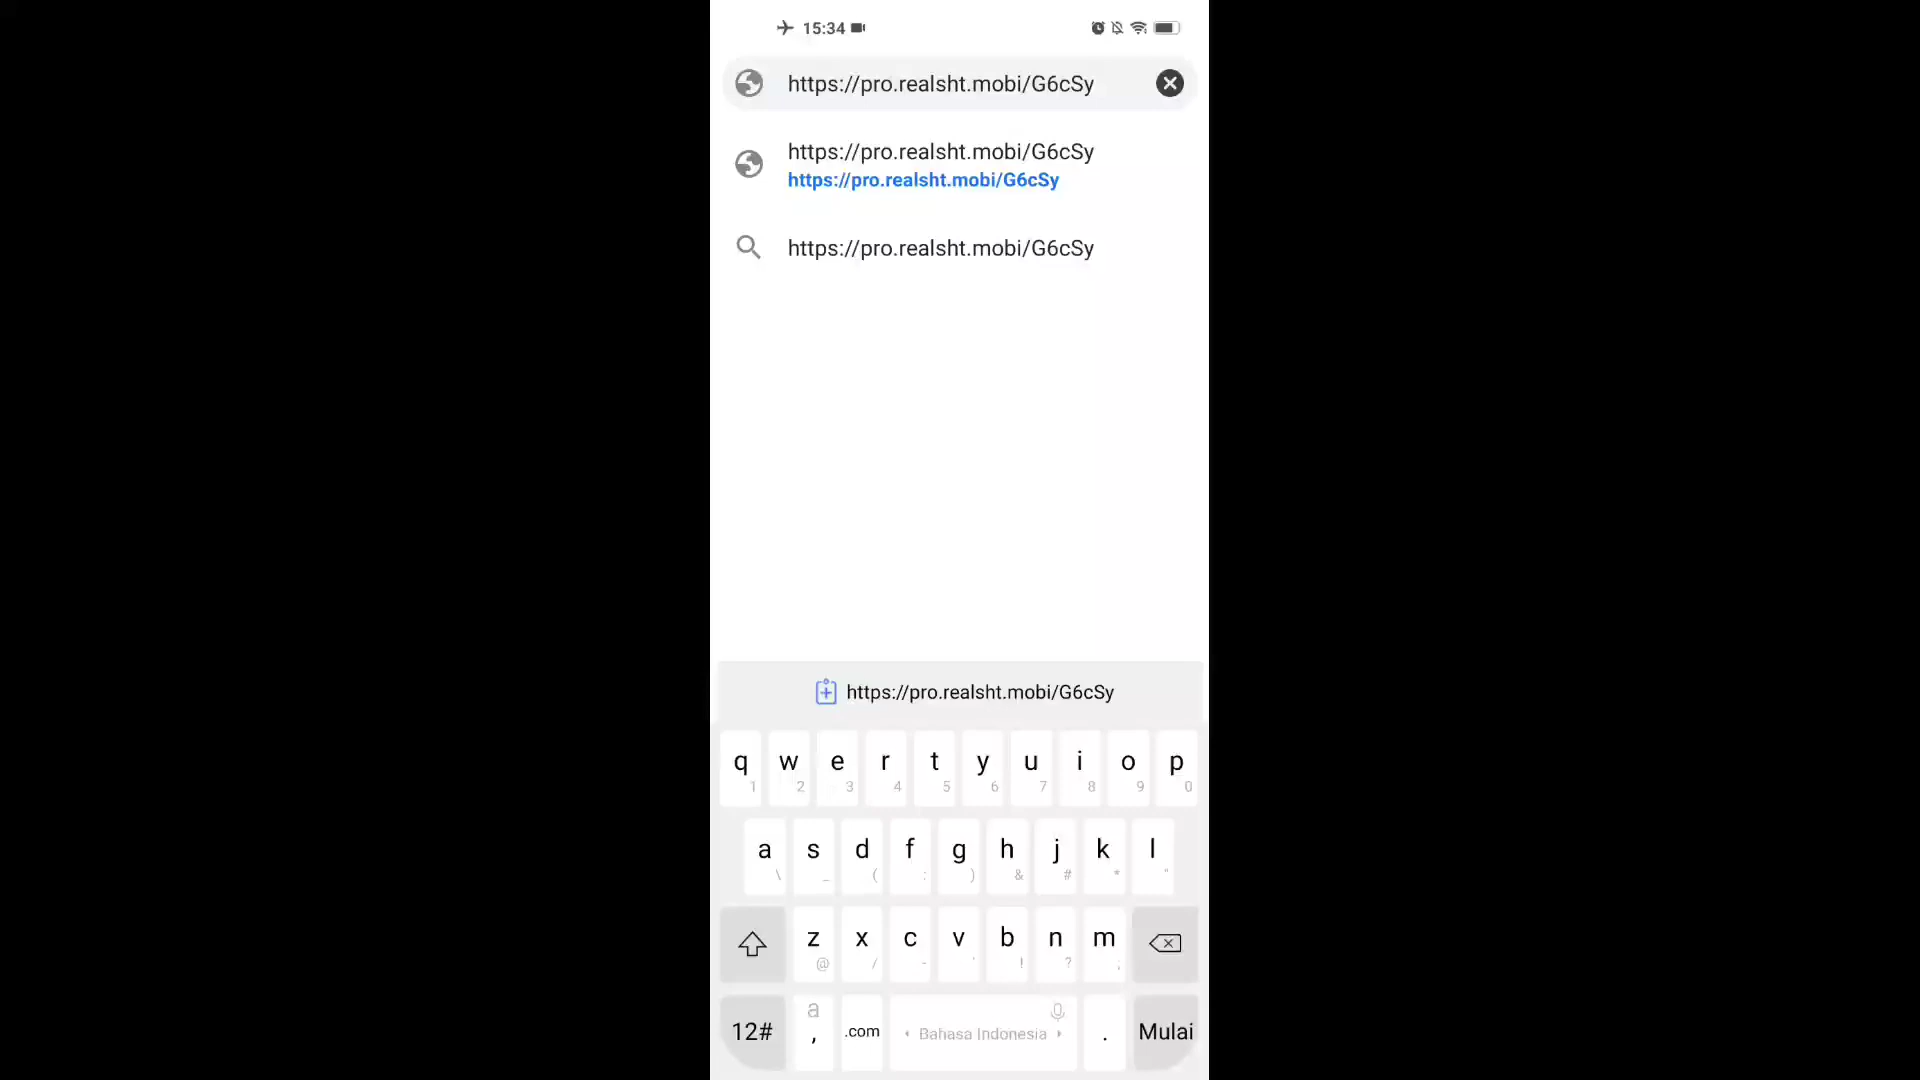 15:34
https://pro.realsht.mobi/G6cSy
https://pro.realsht.mobi/G6cSy
https://pro.realsht.mobi/G6cSy
https://pro.realsht.mobi/G6cSy
https://pro.realsht.mobi/G6cSy
q w e r t y u i o p
1 2 3 4 5 6 7 8 9 0
a s d f g h j k l
\ _ ( : ) & # * "
z x c v b n m
@ / - ' ! ? ;
a
12# , .com Bahasa Indonesia . Mulai